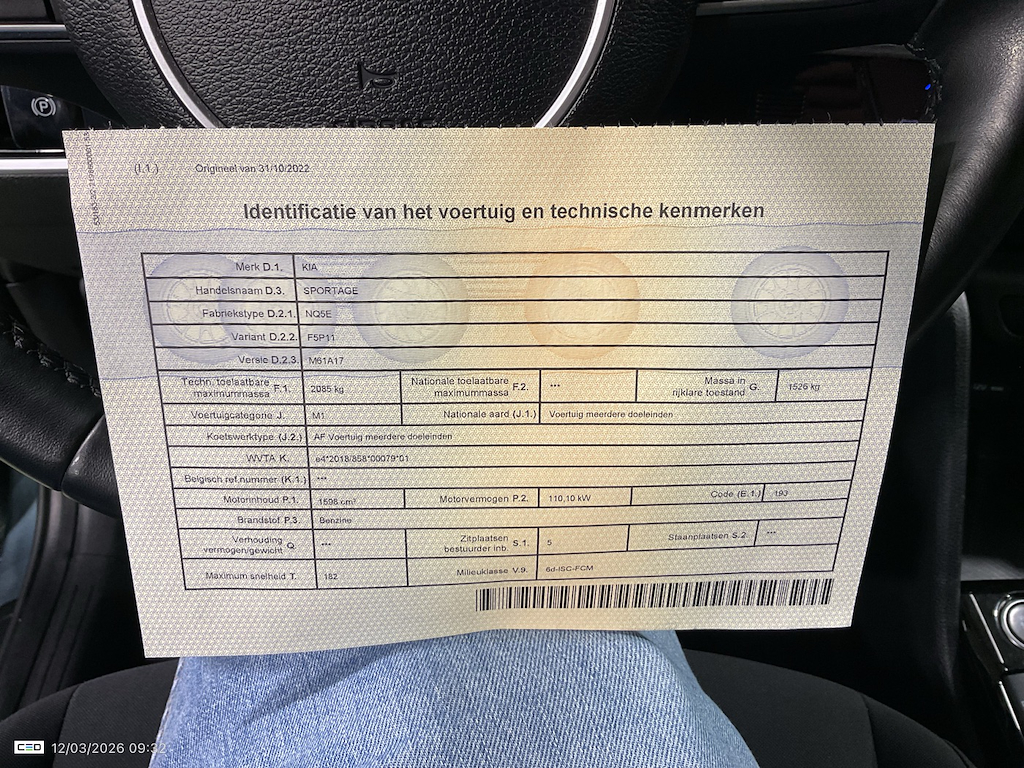 (I.1.) Origineel van 31/10/2022
Identificatie van het voertuig en technische kenmerken
Merk D.1. KIA
Handelsnaam D.3. SPORTAGE
Fabriekstype D.2.1. NQ5E
Variant D.2.2. F5P11
Versie D.2.3. M61A17
Techn. toelaatbare maximummassa F.1. 2085 kg Nationale toelaatbare maximummassa F.2. *** Massa in rijklare toestand G. 1526 kg
Voertuigcategorie J. M1 Nationale aard (J.1.) Voertuig meerdere doeleinden
Koetswerktype (J.2.) AF Voertuig meerdere doeleinden
WVTA K. e4*2018/858*00079*01
Belgisch ref.nummer (K.1.) ***
Motorinhoud P.1. 1598 cm³ Motorvermogen P.2. 110,10 kW Code (E.1.) 193
Brandstof P.3. Benzine
Verhouding vermogen/gewicht Q. *** Zitplaatsen bestuurder inb. S.1. 5 Staanplaatsen S.2. ***
Maximum snelheid T. 182 Milieuklasse V.9. 6d-ISC-FCM
CEO 12/03/2026 09:32